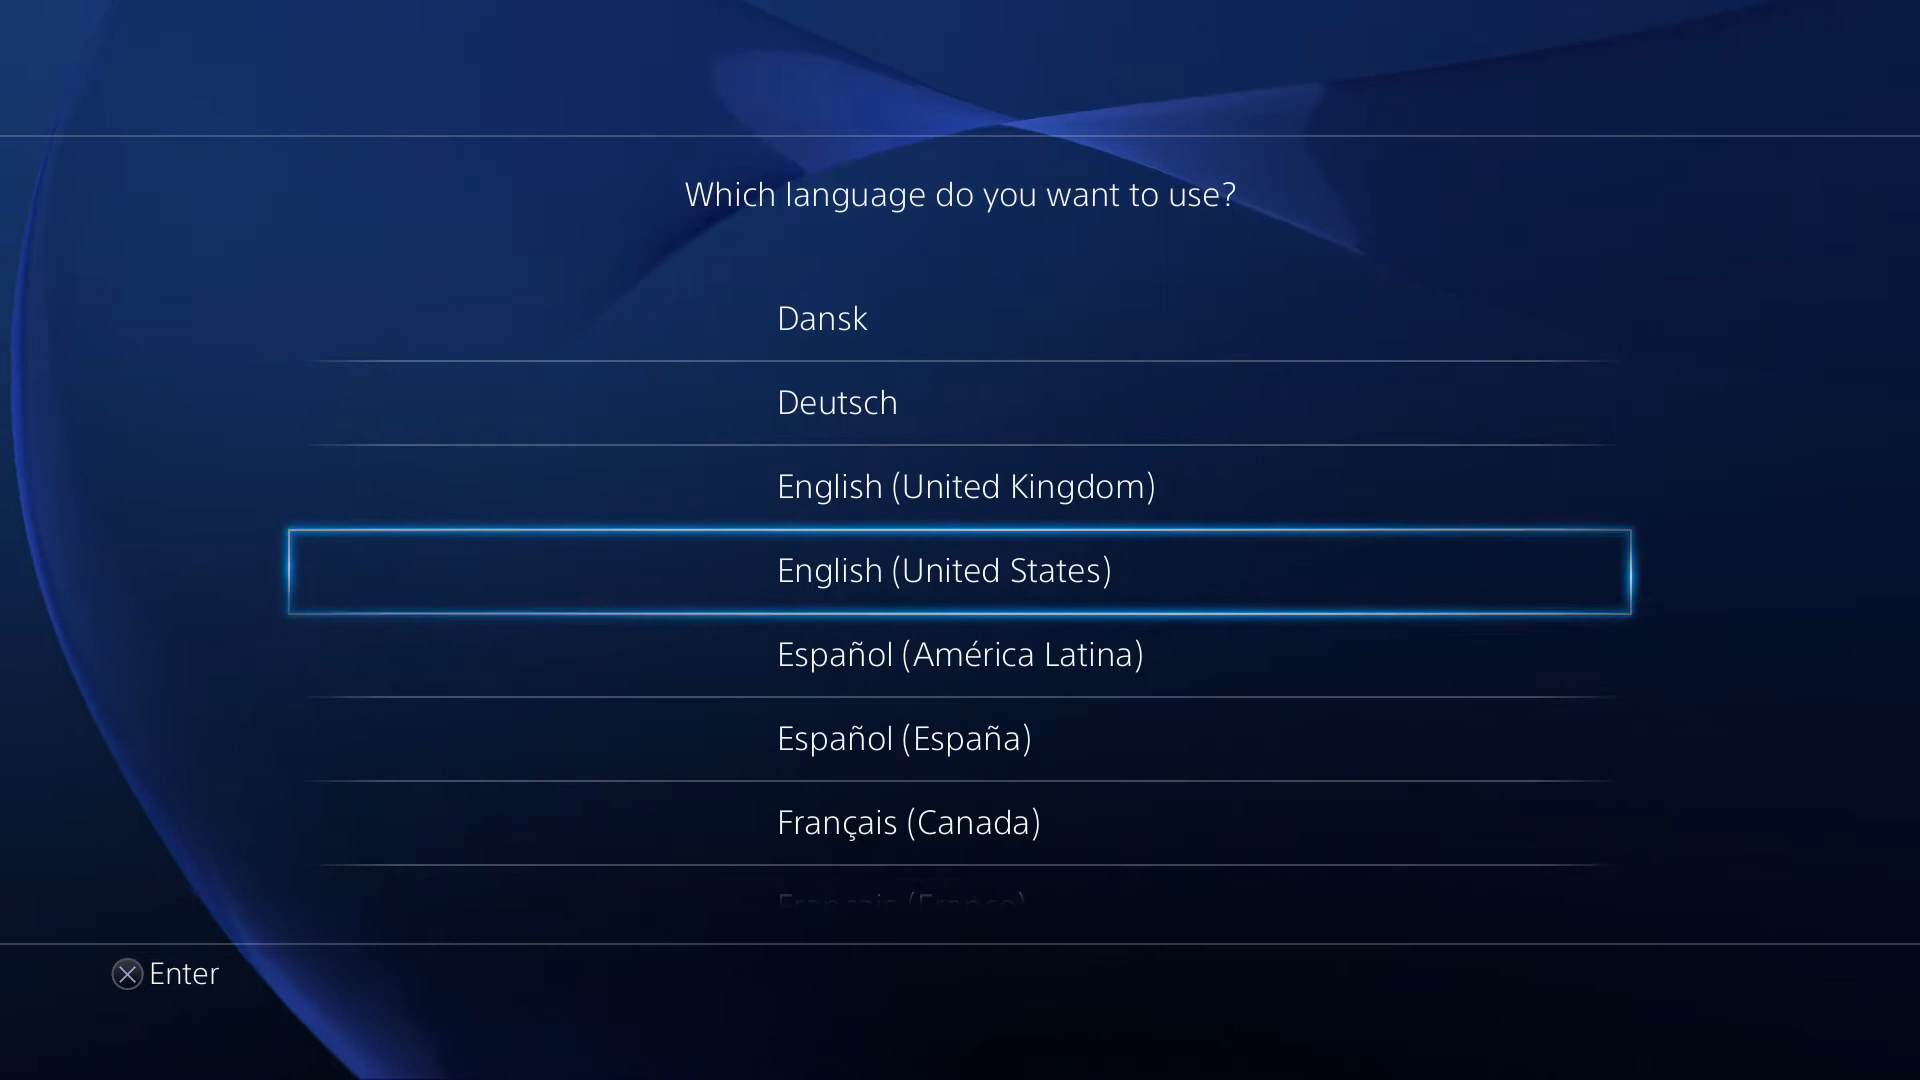 Which language do you want to use?
Dansk
Deutsch
English (United Kingdom)
English (United States)
Español (América Latina)
Español (España)
Français (Canada)
Enter